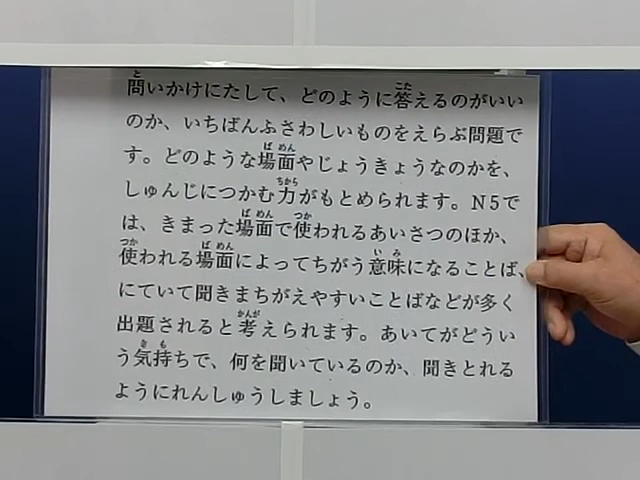 問いかけにたして、どのように答えるのがいい
のか、いちばんふさわしいものをえらぶ問題で
す。どのような場面やじょうきょうなのかを、
しゅんじにつかむ力がもとめられます。N5で
は、きまった場面で使われるあいさつのほか、
使われる場面によってちがう意味になることば、
にていて聞きまちがえやすいことばなどが多く
出題されると考えられます。あいてがどうい
う気持ちで、何を聞いているのか、聞きとれる
ようにれんしゅうしましょう。